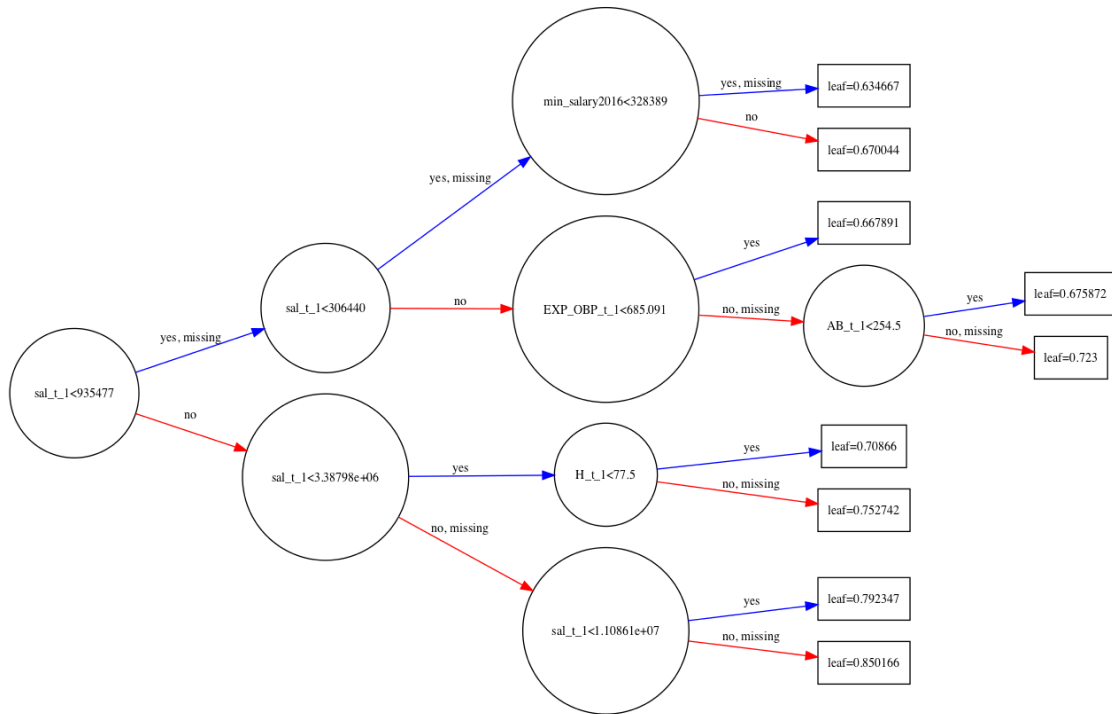 min_salary2016<328389
yes, missing
leaf=0.634667
no
leaf=0.670044
yes, missing
sal_t_1<306440
no
EXP_OBP_t_1<685.091
yes
leaf=0.667891
no, missing
AB_t_1<254.5
yes
leaf=0.675872
no, missing
leaf=0.723
sal_t_1<935477
yes, missing
no
sal_t_1<3.38798e+06
yes
H_t_1<77.5
yes
leaf=0.70866
no, missing
leaf=0.752742
no, missing
sal_t_1<1.10861e+07
yes
leaf=0.792347
no, missing
leaf=0.850166